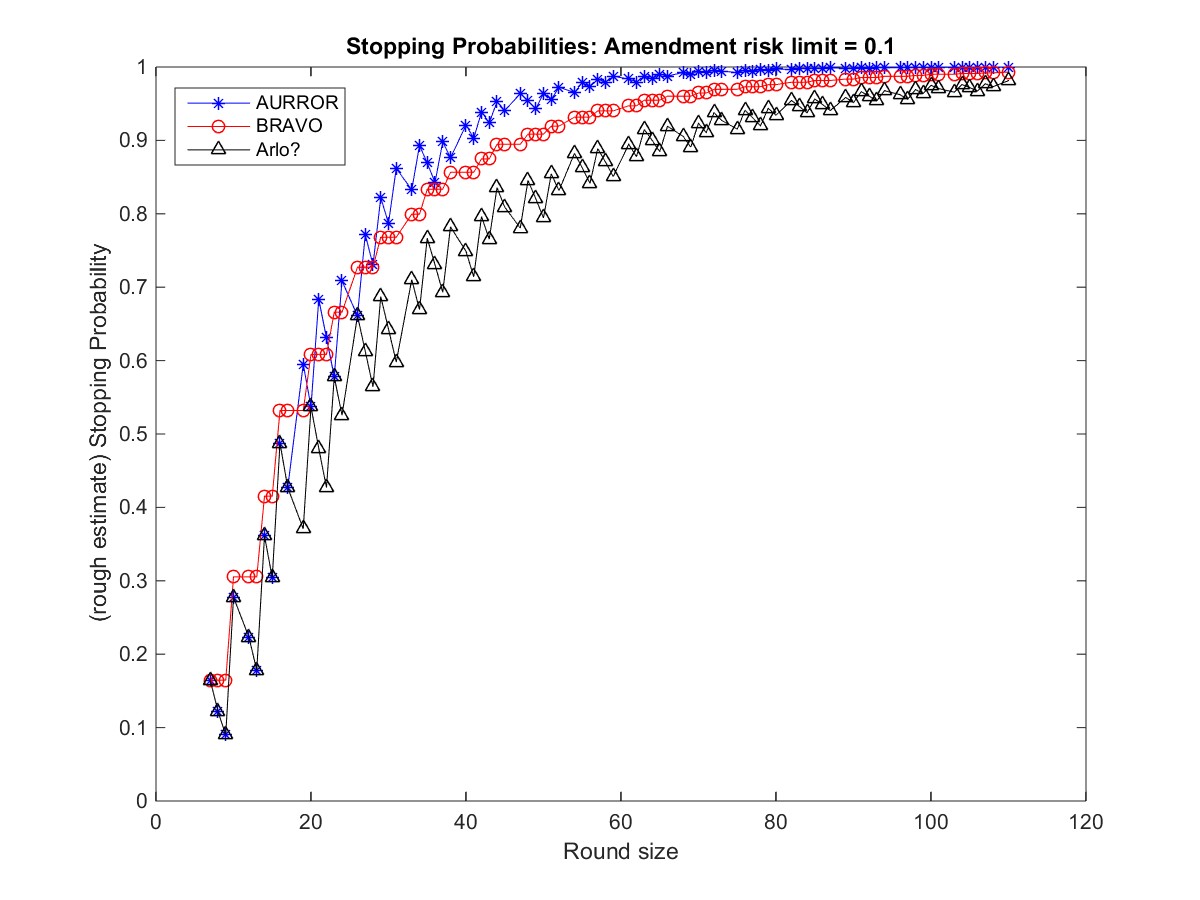 Stopping Probabilities: Amendment risk limit = 0.1
AURROR
BRAVO
Arlo?
(rough estimate) Stopping Probability
1
0.9
0.8
0.7
0.6
0.5
0.4
0.3
0.2
0.1
0
0 20 40 60 80 100 120
Round size